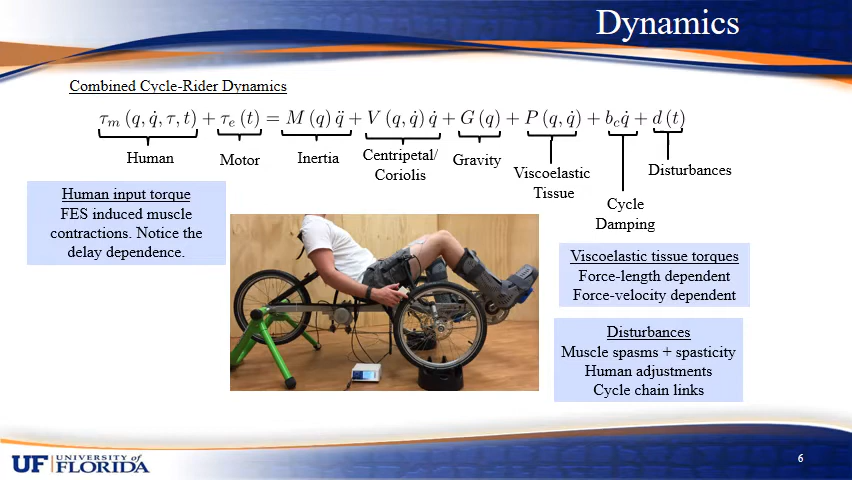 Dynamics
Combined Cycle-Rider Dynamics
τₘ (q, q̇, τ, t) + τₑ (t) = M (q) q̈ + V (q, q̇) q̇ + G (q) + P (q, q̇) + b_c q̇ + d (t)
Human
Motor
Inertia
Centripetal/
Coriolis
Gravity
Viscoelastic
Tissue
Cycle
Damping
Disturbances
Human input torque
FES induced muscle
contractions. Notice the
delay dependence.
Viscoelastic tissue torques
Force-length dependent
Force-velocity dependent
Disturbances
Muscle spasms + spasticity
Human adjustments
Cycle chain links
UF UNIVERSITY of
FLORIDA
6